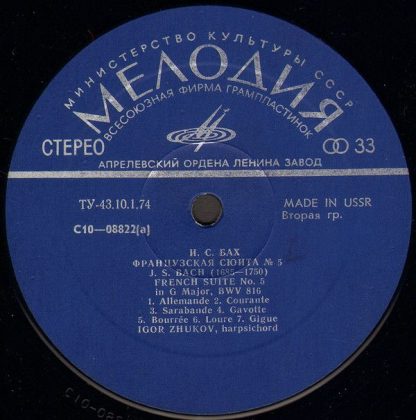 МИНИСТЕРСТВО КУЛЬТУРЫ СССР
МЕЛОДИЯ
ВСЕСОЮЗНАЯ ФИРМА ГРАМПЛАСТИНОК
СТЕРЕО
33
АПРЕЛЕВСКИЙ ОРДЕНА ЛЕНИНА ЗАВОД
ТУ-43.10.1.74
MADE IN USSR
С10—08822(a)
Вторая гр.
И. С. БАХ
ФРАНЦУЗСКАЯ СЮИТА № 5
J. S. BACH (1685—1750)
FRENCH SUITE No. 5
in G Major, BWV 816
1. Allemande 2. Courante
3. Sarabande 4. Gavotte
5. Bourrée 6. Loure 7. Gigue
IGOR ZHUKOV, harpsichord